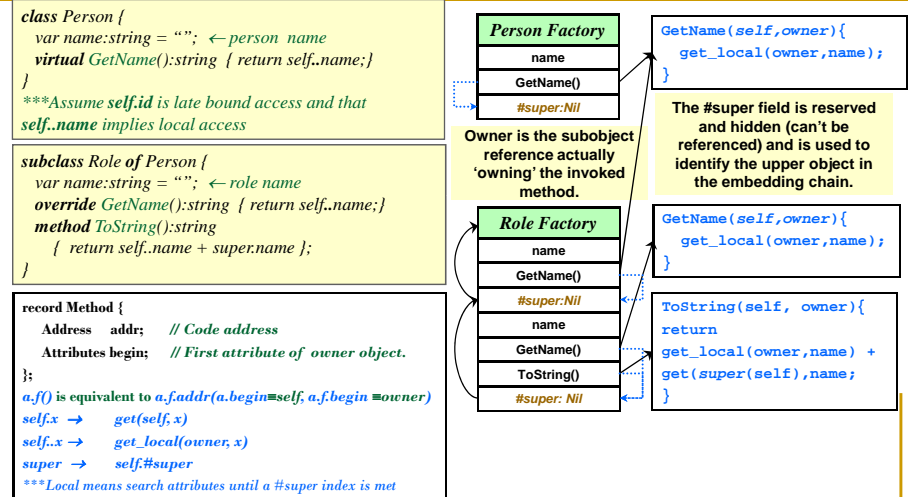 class Person {
var name:string = “”; ← person name
virtual GetName():string { return self..name;}
}
***Assume self.id is late bound access and that
self..name implies local access
subclass Role of Person {
var name:string = “”; ← role name
override GetName():string { return self..name;}
method ToString():string
{ return self..name + super.name };
}
record Method {
Address addr; // Code address
Attributes begin; // First attribute of owner object.
};
a.f() is equivalent to a.f.addr(a.begin≡self, a.f.begin ≡owner)
self.x → get(self, x)
self..x → get_local(owner, x)
super → self.#super
***Local means search attributes until a #super index is met
Person Factory
name
GetName()
#super:Nil
Owner is the subobject
reference actually
‘owning’ the invoked
method.
Role Factory
name
GetName()
#super:Nil
name
GetName()
ToString()
#super: Nil
GetName(self,owner){
get_local(owner,name);
}
The #super field is reserved
and hidden (can’t be
referenced) and is used to
identify the upper object in
the embedding chain.
GetName(self,owner){
get_local(owner,name);
}
ToString(self, owner){
return
get_local(owner,name) +
get(super(self),name;
}